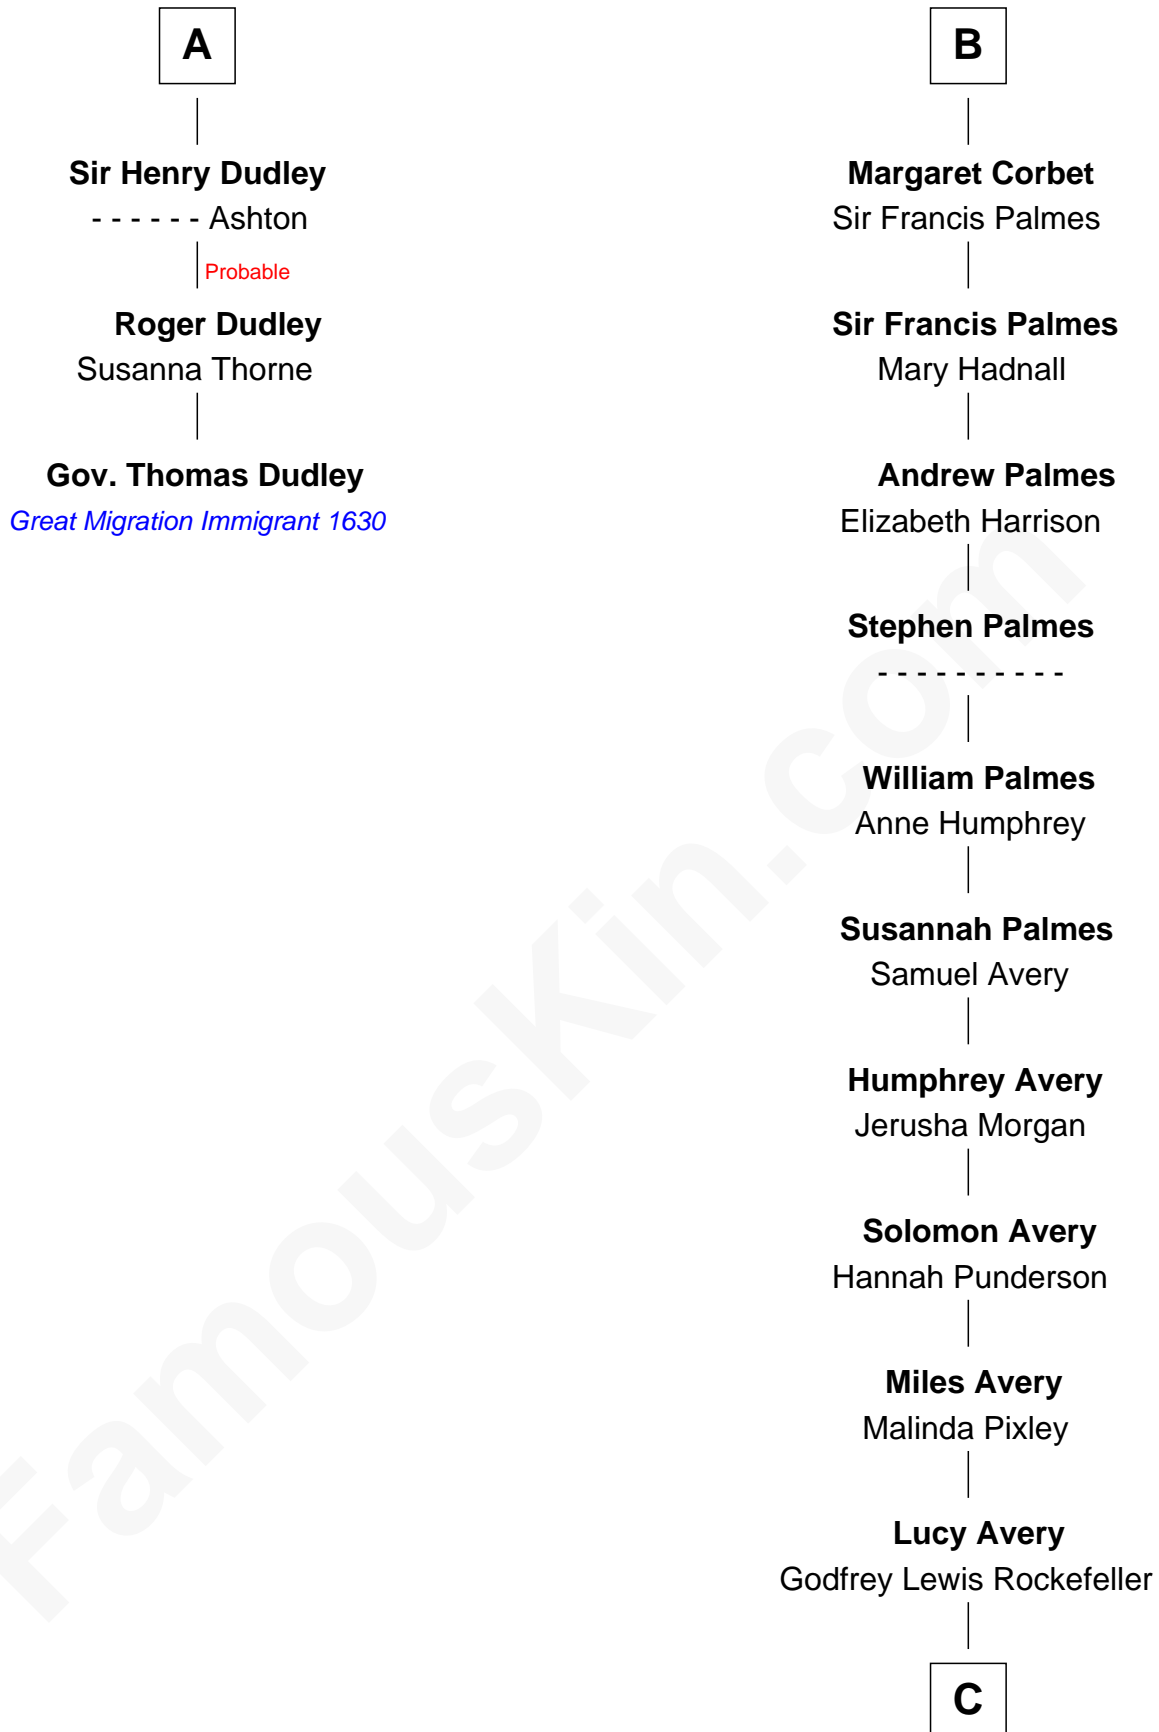 A
Sir Henry Dudley
- - - - - - Ashton
Probable
Roger Dudley
Susanna Thorne
Gov. Thomas Dudley
Great Migration Immigrant 1630
B
Margaret Corbet
Sir Francis Palmes
Sir Francis Palmes
Mary Hadnall
Andrew Palmes
Elizabeth Harrison
Stephen Palmes
- - - - - - - - - -
William Palmes
Anne Humphrey
Susannah Palmes
Samuel Avery
Humphrey Avery
Jerusha Morgan
Solomon Avery
Hannah Punderson
Miles Avery
Malinda Pixley
Lucy Avery
Godfrey Lewis Rockefeller
C
FamousKin.com